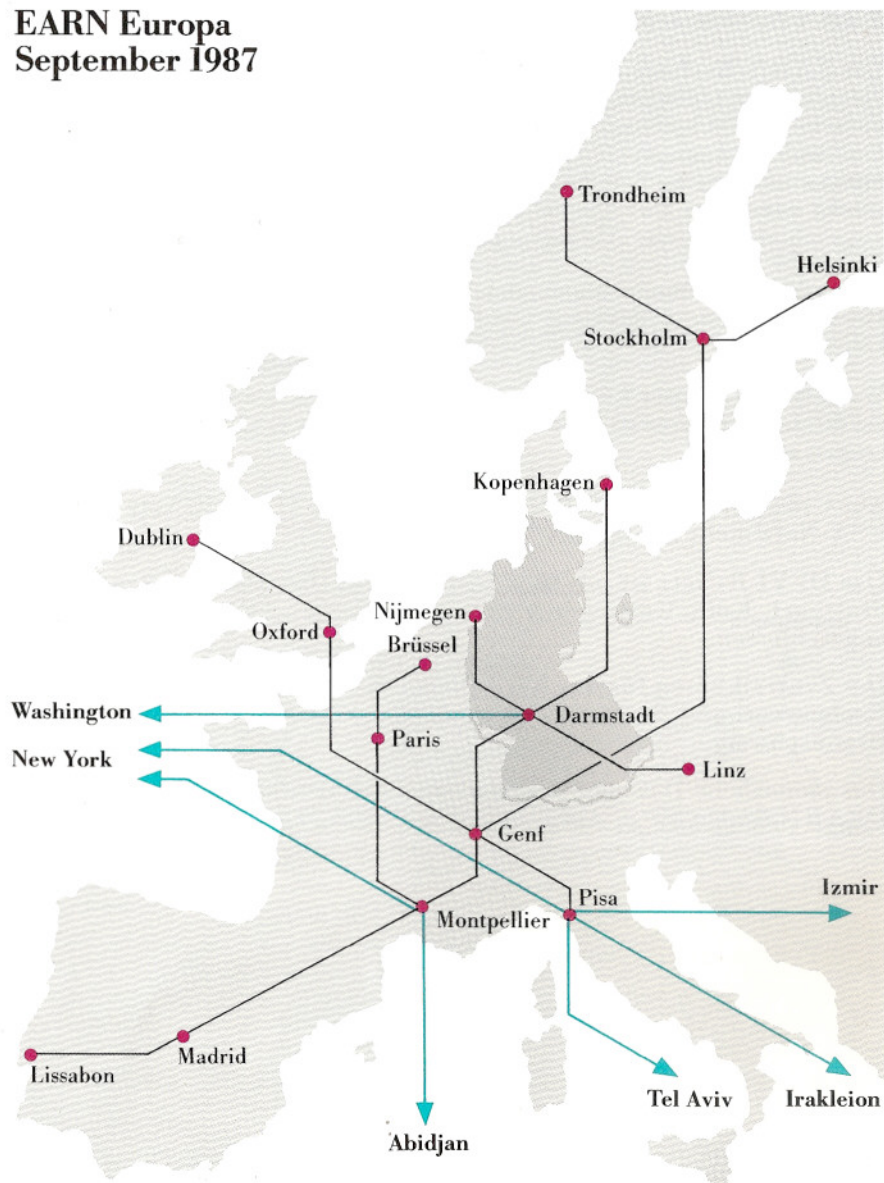 EARN Europa
September 1987
Trondheim
Helsinki
Stockholm
Kopenhagen
Dublin
Nijmegen
Oxford
Brüssel
Washington
Darmstadt
Paris
New York
Linz
Genf
Izmir
Pisa
Montpellier
Madrid
Lissabon
Tel Aviv
Irakleion
Abidjan